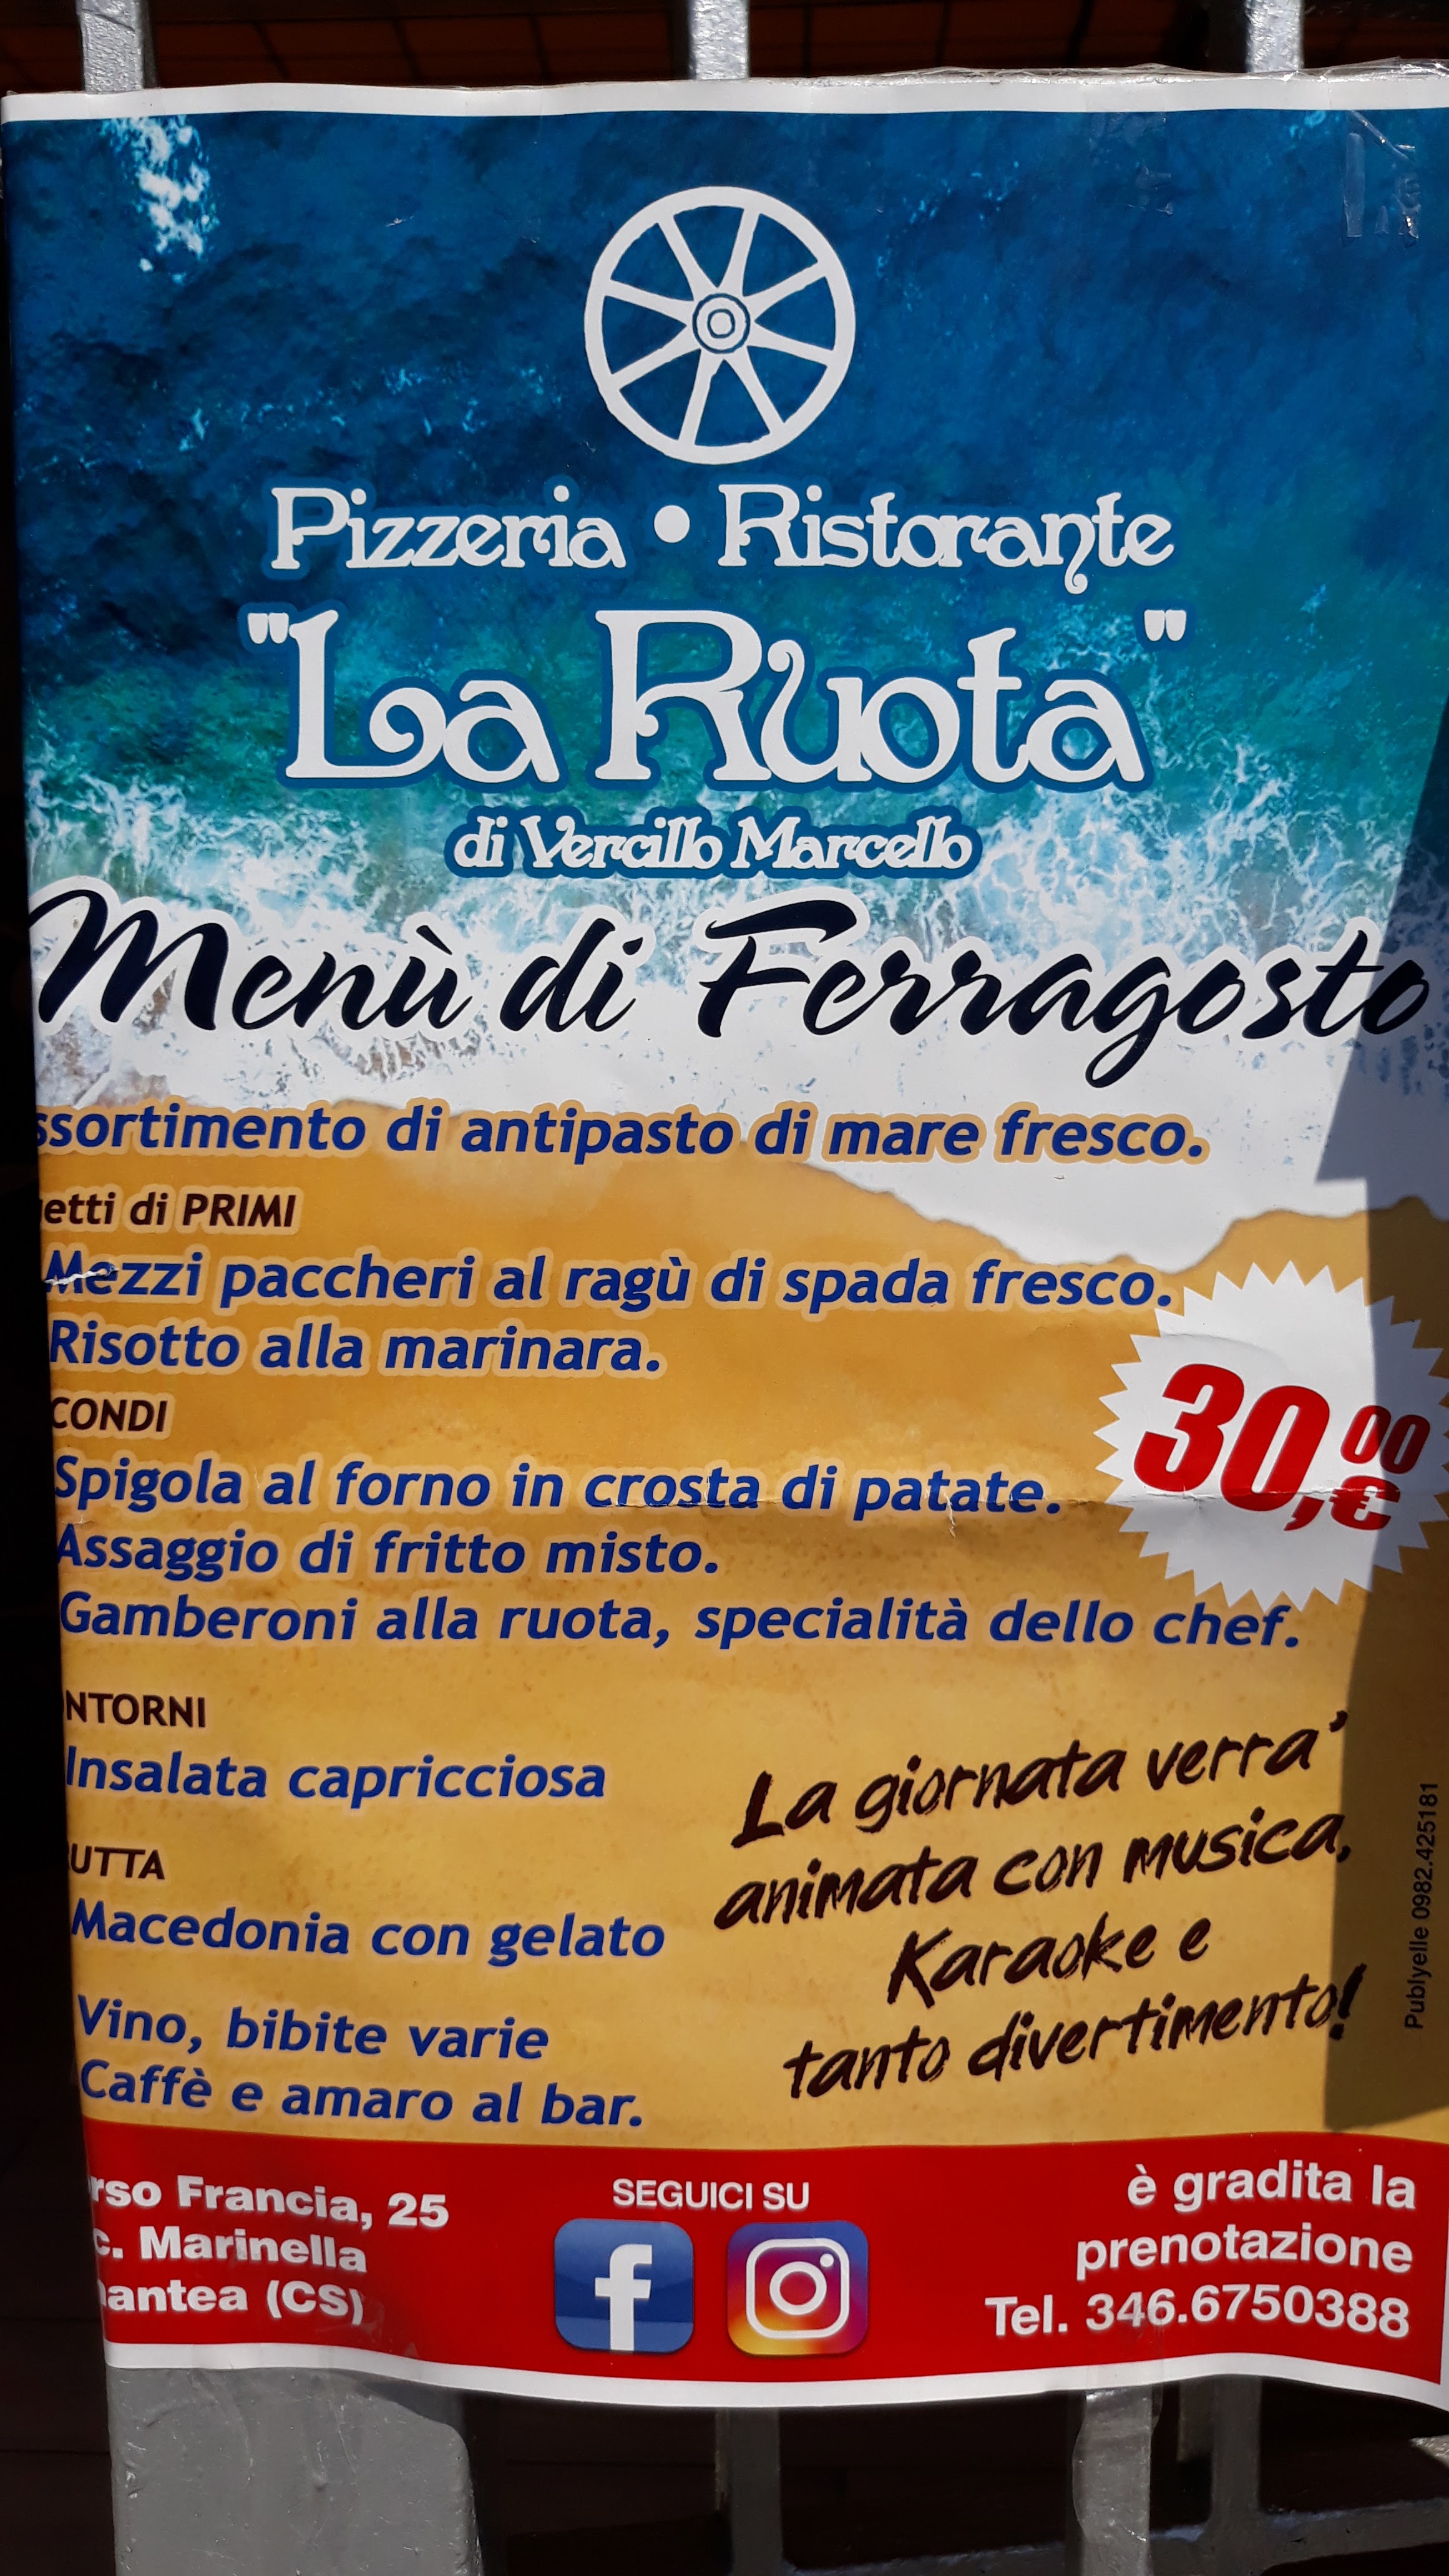 Pizzeria • Ristorante
"La Ruota"
di Vercillo Marcello
Menù di Ferragosto
ssortimento di antipasto di mare fresco.
etti di PRIMI
Mezzi paccheri al ragù di spada fresco.
Risotto alla marinara.
CONDI
Spigola al forno in crosta di patate.
Assaggio di fritto misto.
Gamberoni alla ruota, specialità dello chef.
30,00 €
NTORNI
Insalata capricciosa
UTTA
Macedonia con gelato
Vino, bibite varie
Caffè e amaro al bar.
La giornata verra'
animata con musica,
Karaoke e
tanto divertimento!
Publyelle 0982.425181
rso Francia, 25
c. Marinella
antea (CS)
SEGUICI SU
è gradita la
prenotazione
Tel. 346.6750388